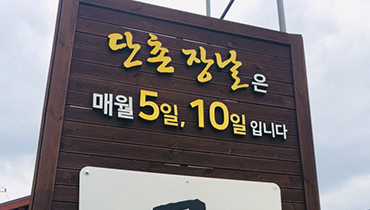 단촌 장날은
매월 5일, 10일 입니다